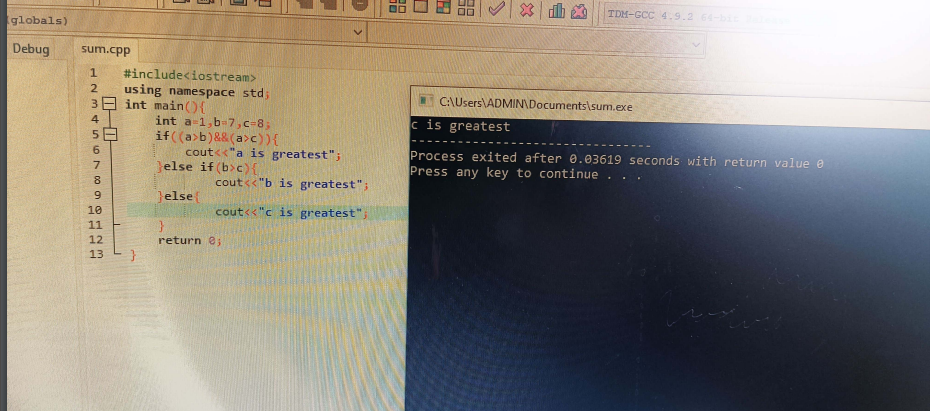 TDM-GCC 4.9.2 64-bit
(globals)
Debug
sum.cpp
1 #include<iostream>
2 using namespace std;
3 int main(){
4 int a=1,b=7,c=8;
5 if((a>b)&&(a>c)){
6 cout<<"a is greatest";
7 }else if(b>c){
8 cout<<"b is greatest";
9 }else{
10 cout<<"c is greatest";
11 }
12 return 0;
13 }
C:\Users\ADMIN\Documents\sum.exe
c is greatest
--------------------------------
Process exited after 0.03619 seconds with return value 0
Press any key to continue . . .